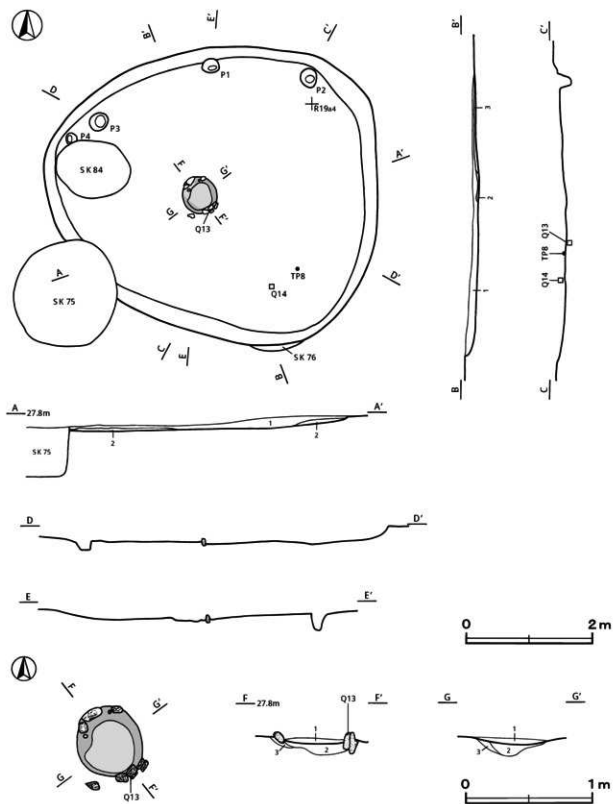 E'
B'
C'
D
P1
P2
R19a4
P3
P4
SK 84
A'
F
G'
G
F'
Q13
TP8
Q14
D'
A
SK 75
C
E
SK 76
B
B'
3
2
1
B
C'
Q13
TP8
Q14
C
A 27.8m
A'
1
2
2
SK 75
D
D'
E
E'
0 2 m
F
G'
G
Q13
F'
F 27.8m
Q13
F'
1
2
3
G
G'
1
2
3
0 1 m